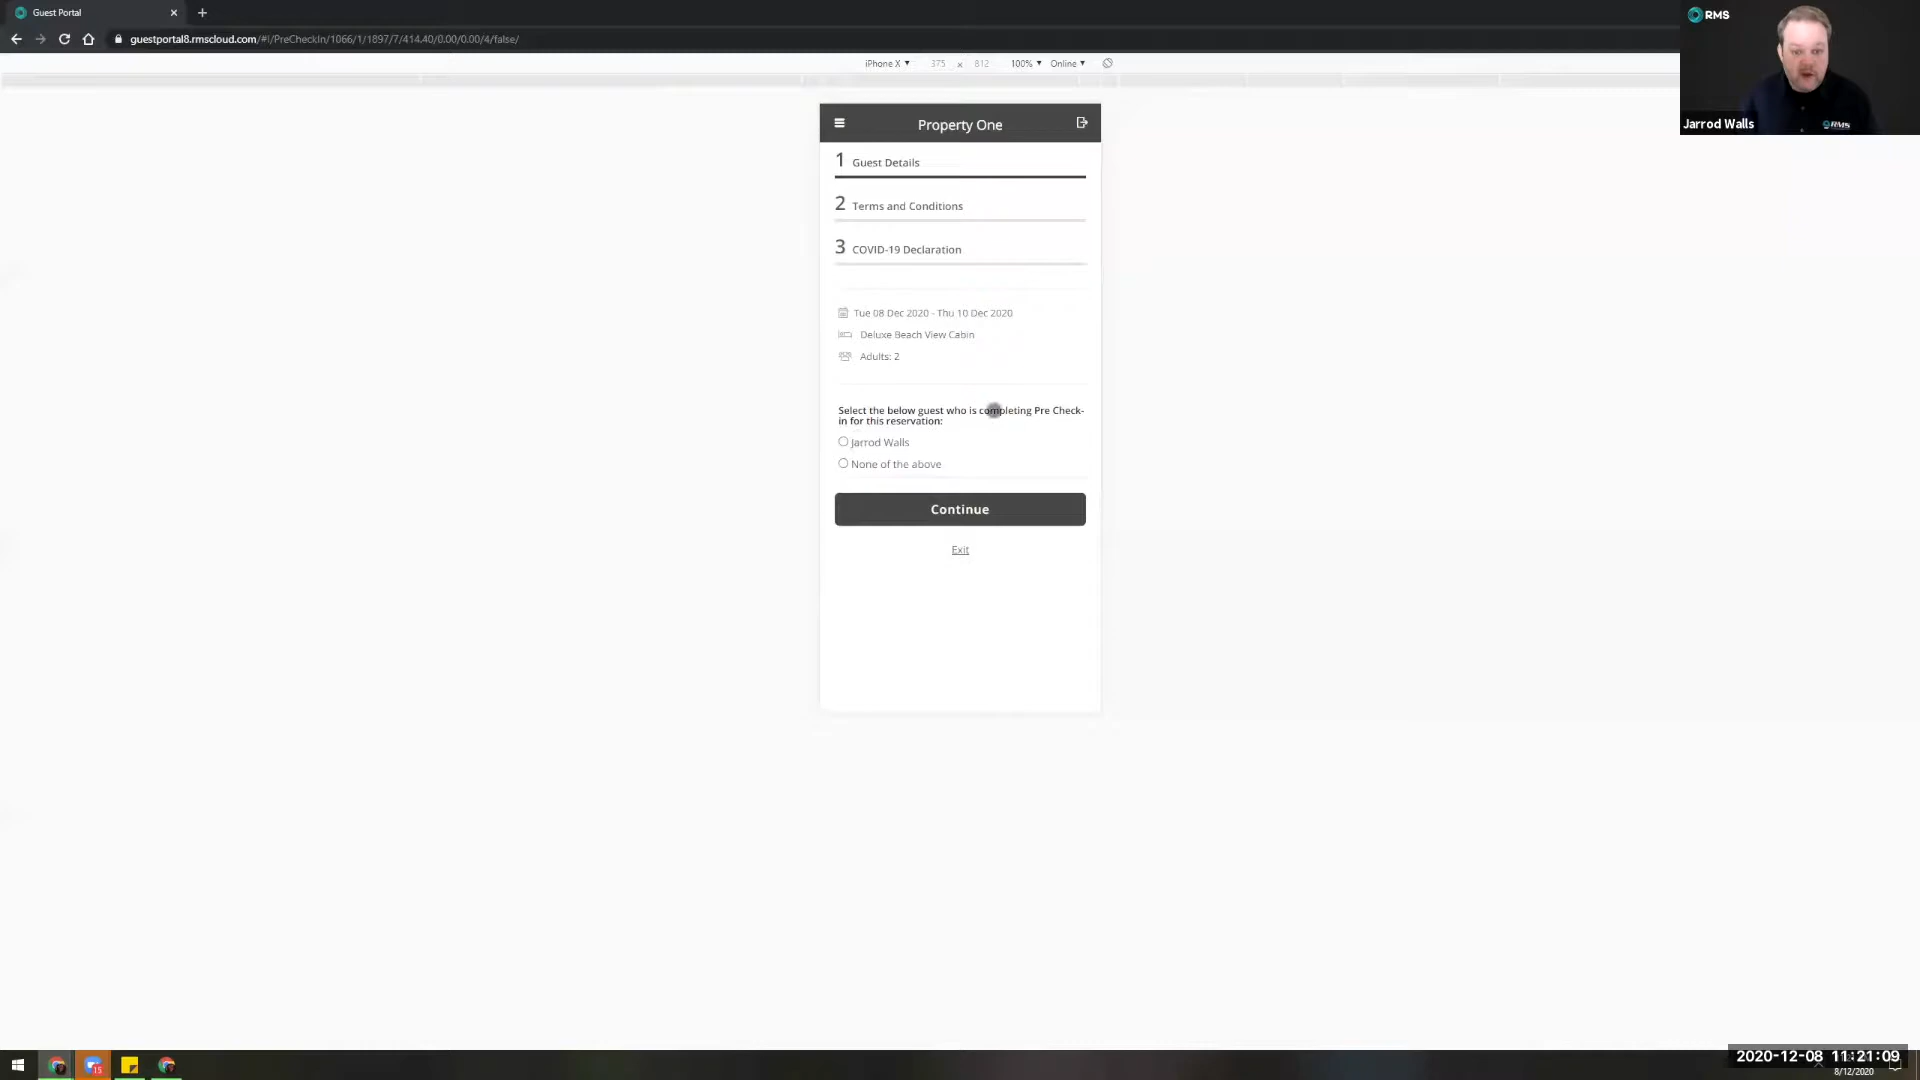 Guest Portal
guestportal8.rmscloud.com/#!/PreCheckIn/1066/1/1897/7/414.40/0.00/0.00/4/false/
iPhone X 375 x 812 100% Online
RMS
Jarrod Walls
RMS
Property One
1 Guest Details
2 Terms and Conditions
3 COVID-19 Declaration
Tue 08 Dec 2020 - Thu 10 Dec 2020
Deluxe Beach View Cabin
Adults: 2
Select the below guest who is completing Pre Check-
in for this reservation:
Jarrod Walls
None of the above
Continue
Exit
15
2020-12-08 11:21:09
8/12/2020